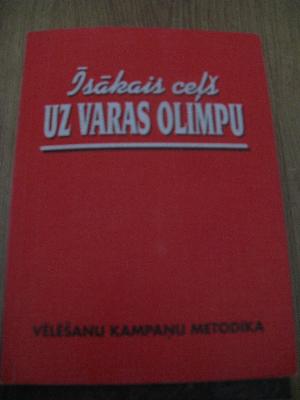 Īsākais ceļš
UZ VARAS OLIMPU
VĒLĒŠANU KAMPAŅU METODIKA